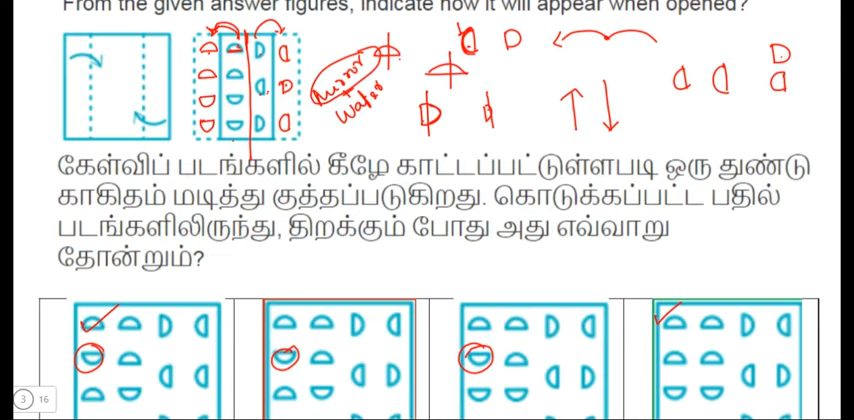 From the given answer figures, indicate how it will appear when opened?
Mirror
Water
கேள்விப் படங்களில் கீழே காட்டப்பட்டுள்ளபடி ஒரு துண்டு
காகிதம் மடித்து குத்தப்படுகிறது. கொடுக்கப்பட்ட பதில்
படங்களிலிருந்து, திறக்கும் போது அது எவ்வாறு
தோன்றும்?
3 16